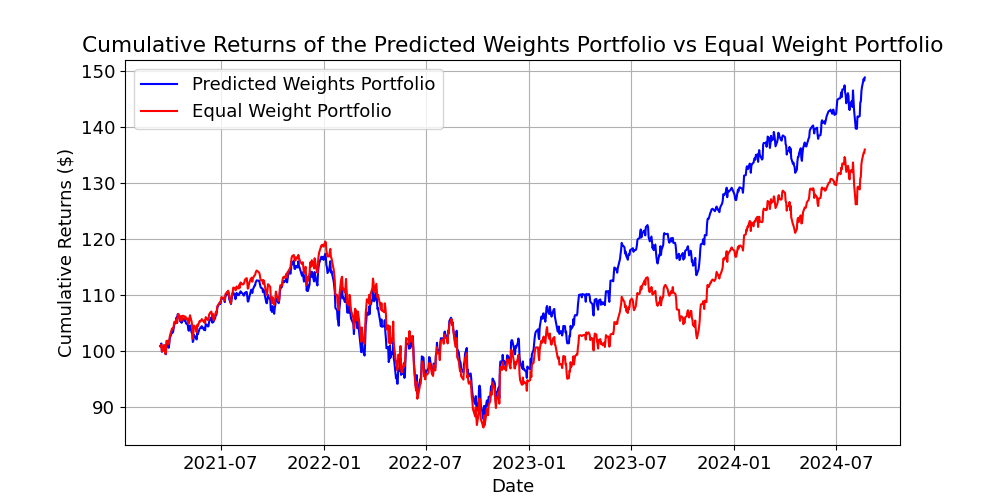 Cumulative Returns of the Predicted Weights Portfolio vs Equal Weight Portfolio
Predicted Weights Portfolio
Equal Weight Portfolio
Cumulative Returns ($)
150
140
130
120
110
100
90
2021-07 2022-01 2022-07 2023-01 2023-07 2024-01 2024-07
Date